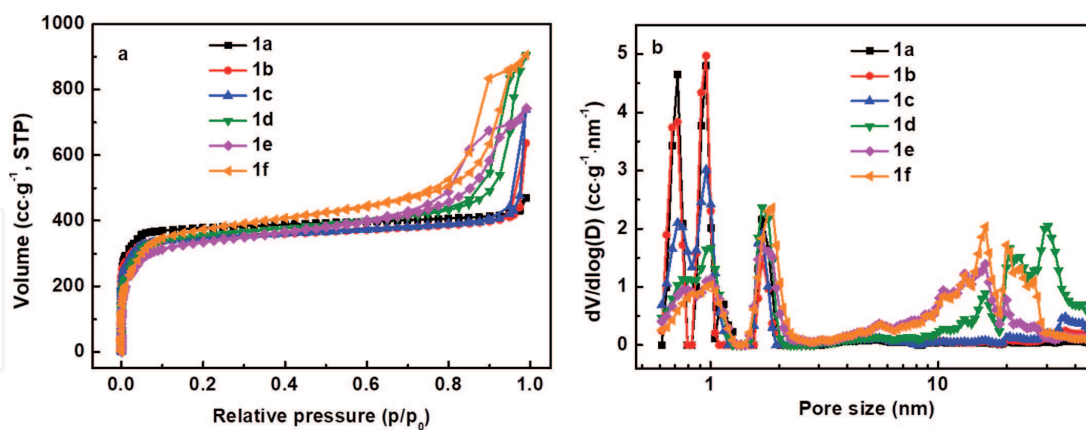 a
1a
1b
1c
1d
1e
1f
1000
800
600
400
200
0
Volume (cc·g⁻¹, STP)
0.0 0.2 0.4 0.6 0.8 1.0
Relative pressure (p/p₀)
b
1a
1b
1c
1d
1e
1f
5
4
3
2
1
0
dV/dlog(D) (cc·g⁻¹·nm⁻¹)
1 10
Pore size (nm)